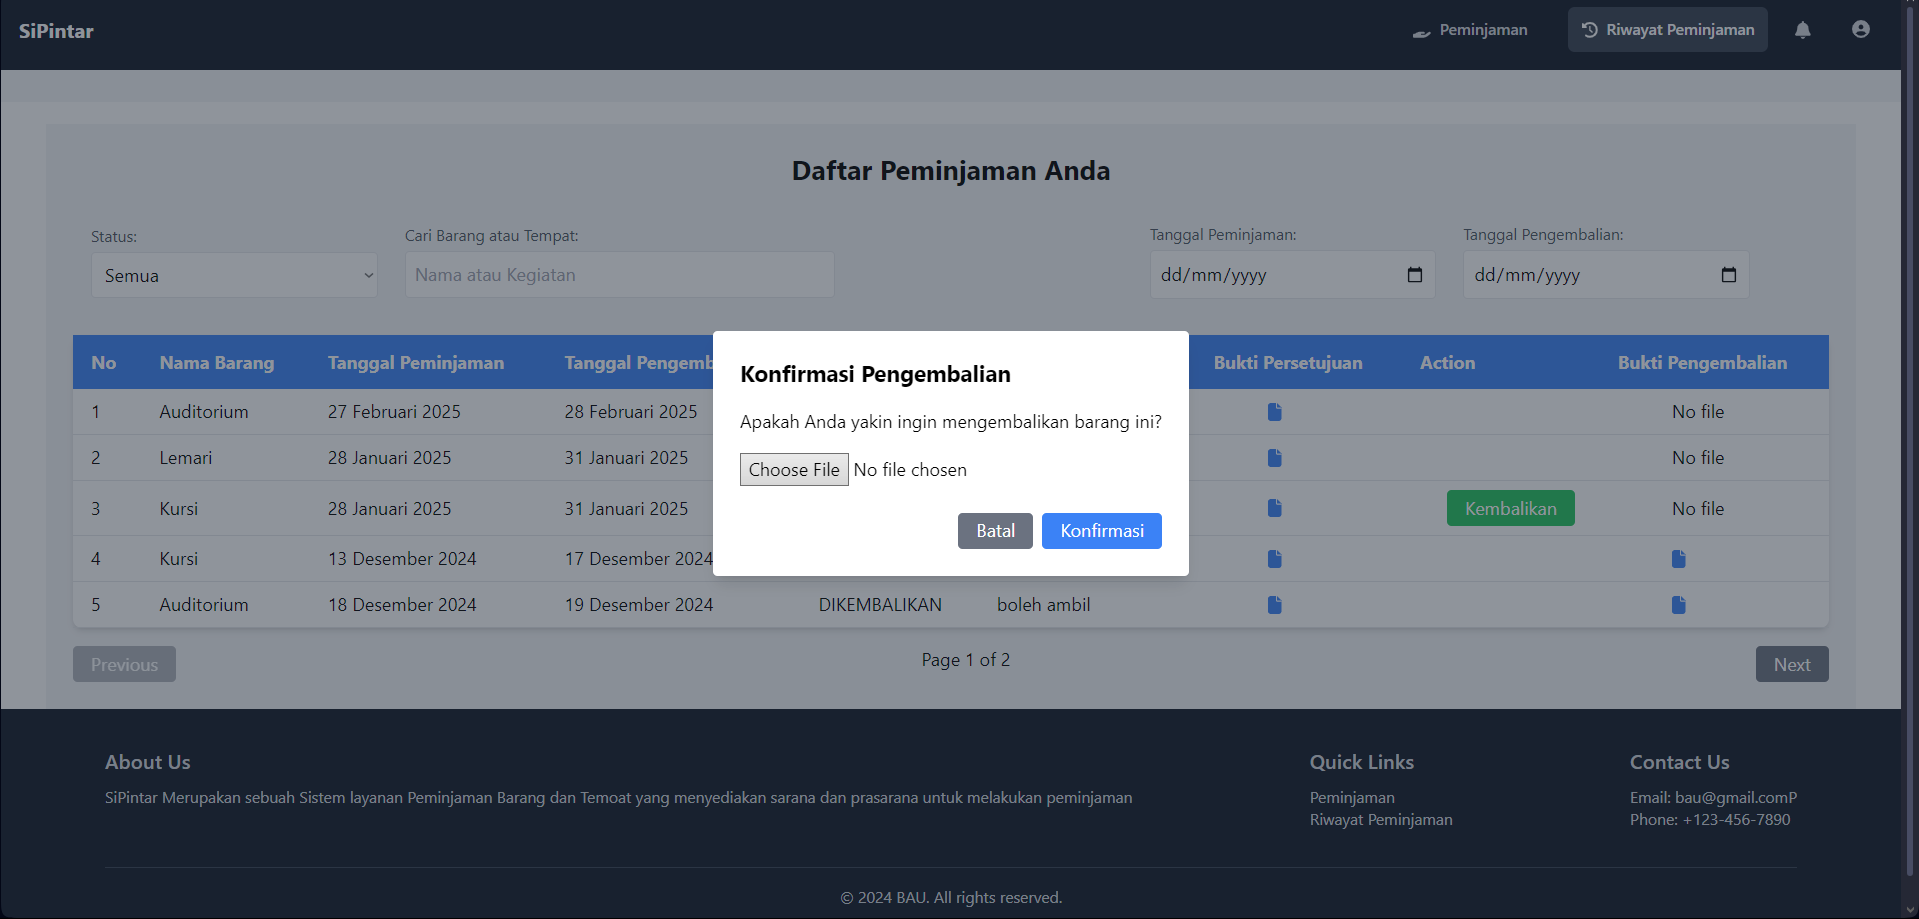 SiPintar
Peminjaman
Riwayat Peminjaman
Daftar Peminjaman Anda
Status:
Cari Barang atau Tempat:
Tanggal Peminjaman:
Tanggal Pengembalian:
Semua
Nama atau Kegiatan
dd/mm/yyyy
dd/mm/yyyy
No Nama Barang Tanggal Peminjaman Tanggal Pengemb Bukti Persetujuan Action Bukti Pengembalian
1 Auditorium 27 Februari 2025 28 Februari 2025 No file
2 Lemari 28 Januari 2025 31 Januari 2025 No file
3 Kursi 28 Januari 2025 31 Januari 2025 Kembalikan No file
4 Kursi 13 Desember 2024 17 Desember 2024
5 Auditorium 18 Desember 2024 19 Desember 2024 DIKEMBALIKAN boleh ambil
Konfirmasi Pengembalian
Apakah Anda yakin ingin mengembalikan barang ini?
Choose File No file chosen
Batal
Konfirmasi
Previous
Page 1 of 2
Next
About Us
SiPintar Merupakan sebuah Sistem layanan Peminjaman Barang dan Temoat yang menyediakan sarana dan prasarana untuk melakukan peminjaman
Quick Links
Peminjaman
Riwayat Peminjaman
Contact Us
Email: bau@gmail.comP
Phone: +123-456-7890
© 2024 BAU. All rights reserved.